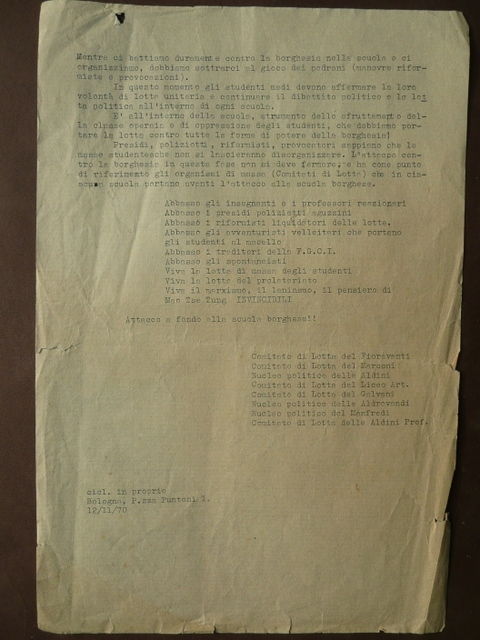 Mentre ci battiamo duramente contro la borghesia nella scuola e ci
organizziamo, dobbiamo sottrarci al gioco dei padroni (manovre rifor-
miste e provocazioni).
In questo momento gli studenti medi devono affermare la loro
volontà di lotta unitaria e continuare il dibattito politico e la lot
ta politica all'interno di ogni scuola.
E' all'interno della scuola, strumento dello sfruttamento del-
la classe operaia e di oppressione degli studenti, che dobbiamo por-
tare la lotta contro tutte le forme di potere della borghesia!
Presidi, poliziotti, riformisti, provocatori sappiano che le
masse studentesche non si lasceranno disorganizzare. L'attacco con-
tro la borghesia in questa fase non si deve fermare, e ha come punto
di riferimento gli organismi di massa (Comitati di Lotta) che in cia-
scuna scuola portano avanti l'attacco alla scuola borghese.
Abbasso gli insegnanti e i professori reazionari
Abbasso i presidi poliziotti aguzzini
Abbasso i riformisti liquidatori delle lotte.
Abbasso gli avventuristi velleitari che portano
gli studenti al macello
Abbasso i traditori della F.G.C.I.
Abbasso gli spontaneisti
Viva la lotta di massa degli studenti
Viva la lotta del proletariato
Viva il marxismo, il leninismo, il pensiero di
Mao Tse Tung INVINCIBILI
Attacco a fondo alla scuola borghese!!
Comitato di Lotta del Fioravanti
Comitato di Lotta del Marconi
Nucleo politico delle Aldini
Comitato di Lotta del Liceo Art.
Comitato di Lotta del Galvani
Nucleo politico delle Aldrovandi
Nucleo politico del Manfredi
Comitato di Lotta delle Aldini Prof.
cicl. in proprio
Bologna, P.zza Puntoni 1.
12/11/70